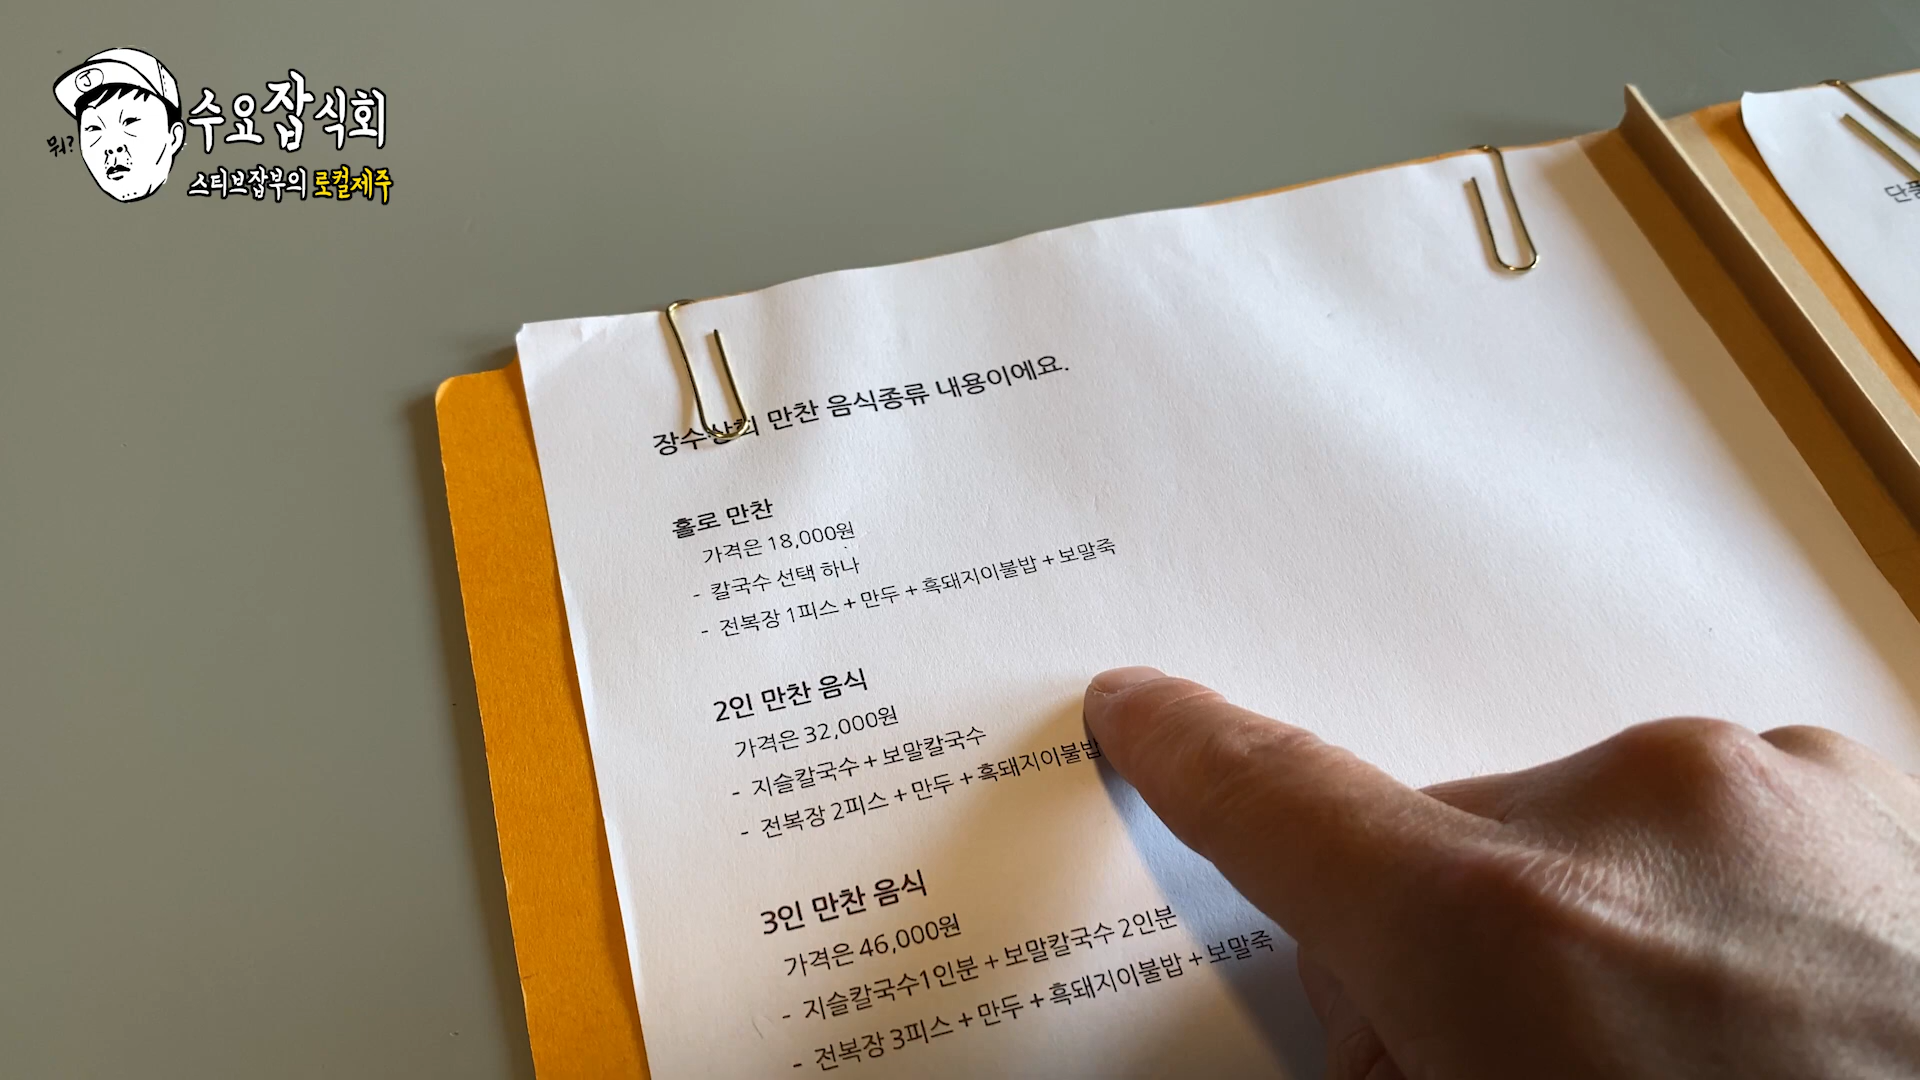 J
뭐?
수요잡식회
스티브잡부의 로컬제주
장수상회 만찬 음식종류 내용이에요.
홀로 만찬
가격은 18,000원
- 칼국수 선택 하나
- 전복장 1피스 + 만두 + 흑돼지이불밥 + 보말죽
2인 만찬 음식
가격은 32,000원
- 지슬칼국수 + 보말칼국수
- 전복장 2피스 + 만두 + 흑돼지이불밥
3인 만찬 음식
가격은 46,000원
- 지슬칼국수1인분 + 보말칼국수 2인분
- 전복장 3피스 + 만두 + 흑돼지이불밥 + 보말죽